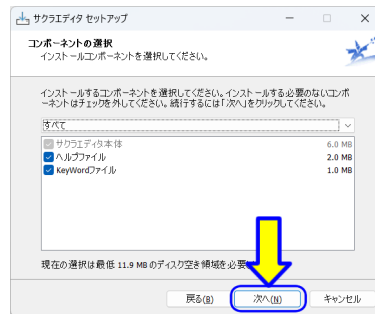 サクラエディタ セットアップ
コンポーネントの選択
インストールコンポーネントを選択してください。
インストールするコンポーネントを選択してください。インストールする必要のないコンポ
ーネントはチェックを外してください。続行するには「次へ」をクリックしてください。
すべて
サクラエディタ本体 6.0 MB
ヘルプファイル 2.0 MB
KeyWordファイル 1.0 MB
現在の選択は最低 11.9 MB のディスク空き領域を必要
戻る(B) 次へ(N) キャンセル